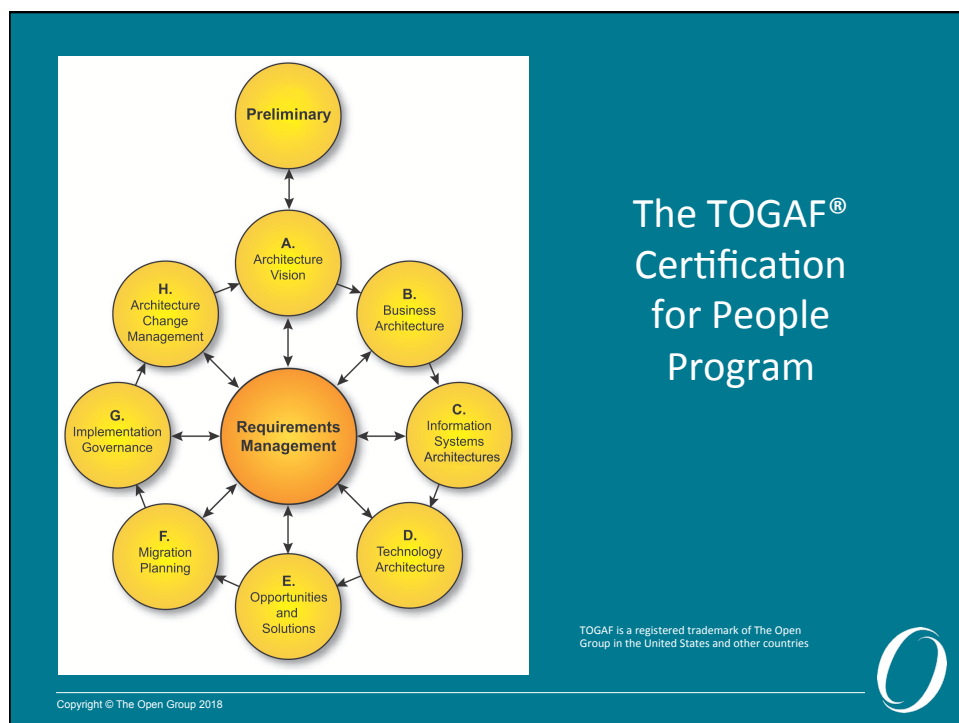 Preliminary
A.
Architecture
Vision
B.
Business
Architecture
C.
Information
Systems
Architectures
D.
Technology
Architecture
E.
Opportunities
and
Solutions
F.
Migration
Planning
G.
Implementation
Governance
H.
Architecture
Change
Management
Requirements
Management
The TOGAF®
Certification
for People
Program
TOGAF is a registered trademark of The Open
Group in the United States and other countries
Copyright © The Open Group 2018